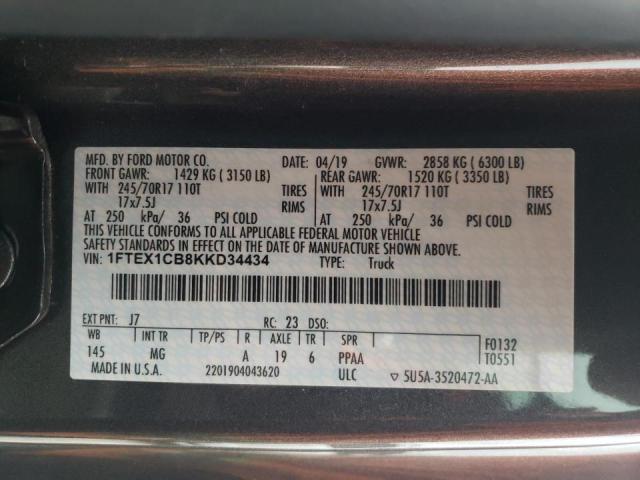 MFD. BY FORD MOTOR CO. DATE: 04/19 GVWR: 2858 KG ( 6300 LB)
FRONT GAWR: 1429 KG ( 3150 LB) REAR GAWR: 1520 KG ( 3350 LB)
WITH 245/70R17 110T TIRES WITH 245/70R17 110T TIRES
17x7.5J RIMS 17x7.5J RIMS
AT 250 kPa/ 36 PSI COLD AT 250 kPa/ 36 PSI COLD
THIS VEHICLE CONFORMS TO ALL APPLICABLE FEDERAL MOTOR VEHICLE
SAFETY STANDARDS IN EFFECT ON THE DATE OF MANUFACTURE SHOWN ABOVE.
VIN: 1FTEX1CB8KKD34434 TYPE: Truck
EXT PNT: J7 RC: 23 DSO:
WB INT TR TP/PS R AXLE TR SPR F0132
145 MG A 19 6 PPAA T0551
MADE IN U.S.A. 2201904043620 ULC 5U5A-3520472-AA